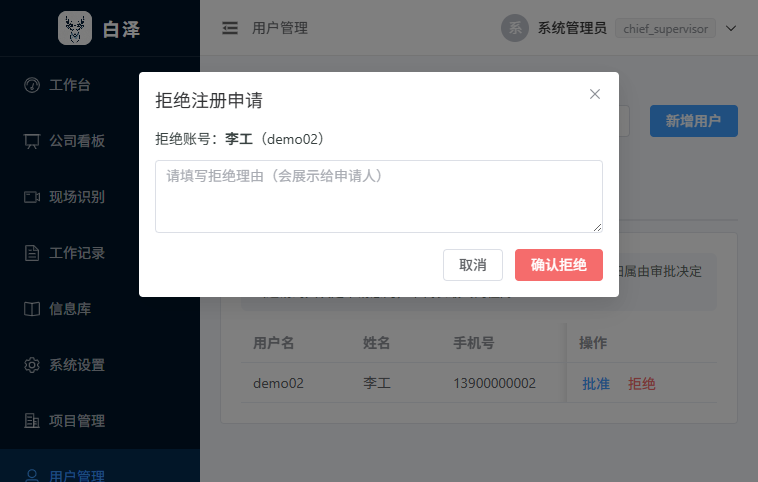 白泽
用户管理
系
系统管理员
chief_supervisor
工作台
公司看板
现场识别
工作记录
信息库
系统设置
项目管理
用户管理
新增用户
拒绝注册申请
拒绝账号：李工（demo02）
请填写拒绝理由（会展示给申请人）
取消
确认拒绝
属由审批决定
用户名 姓名 手机号 操作
demo02 李工 13900000002 批准 拒绝